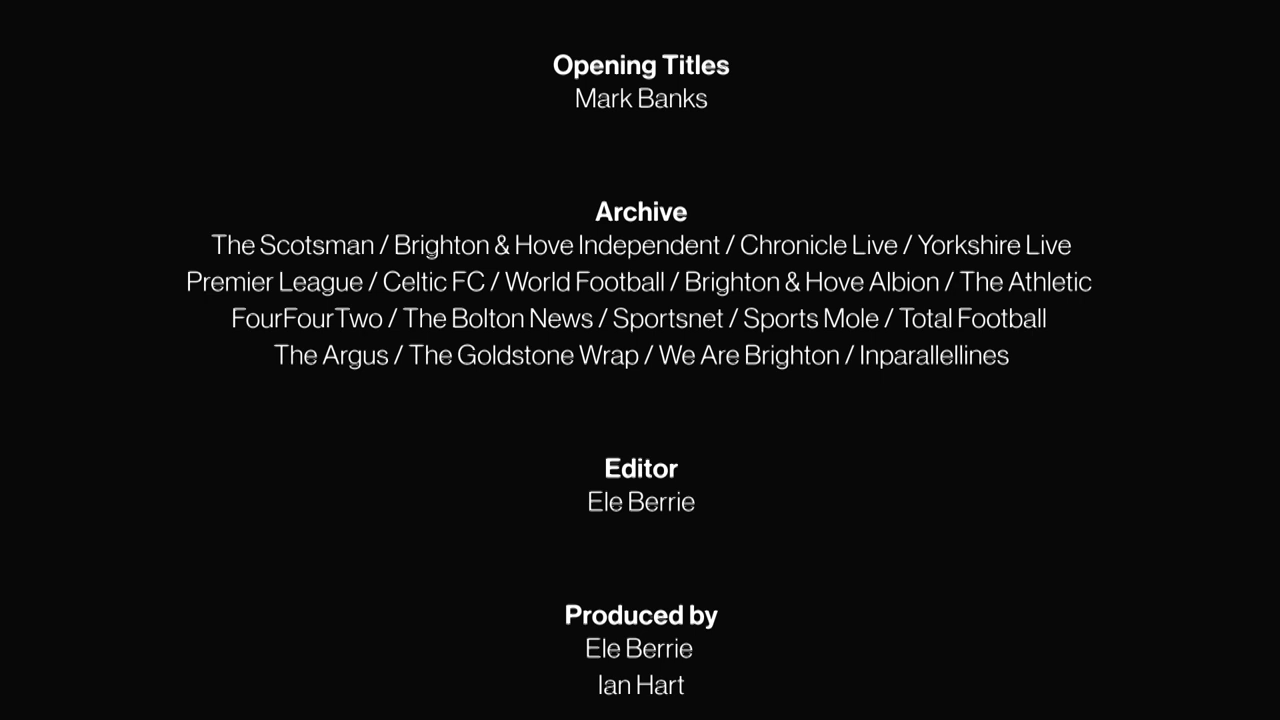 Opening Titles
Mark Banks
Archive
The Scotsman / Brighton & Hove Independent / Chronicle Live / Yorkshire Live
Premier League / Celtic FC / World Football / Brighton & Hove Albion / The Athletic
FourFourTwo / The Bolton News / Sportsnet / Sports Mole / Total Football
The Argus / The Goldstone Wrap / We Are Brighton / Inparallellines
Editor
Ele Berrie
Produced by
Ele Berrie
Ian Hart